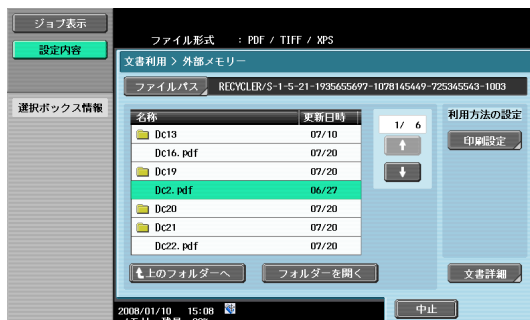 ジョブ表示
設定内容
選択ボックス情報
ファイル形式 : PDF / TIFF / XPS
文書利用 > 外部メモリー
ファイルパス RECYCLER/S-1-5-21-1935655697-1078145449-725345543-1003
名称 更新日時
Dc13 07/10
Dc16.pdf 07/20
Dc19 07/20
Dc2.pdf 06/27
Dc20 07/20
Dc21 07/20
Dc22.pdf 07/20
1/ 6
利用方法の設定
印刷設定
上のフォルダーへ フォルダーを開く 文書詳細
2008/01/10 15:08
中止